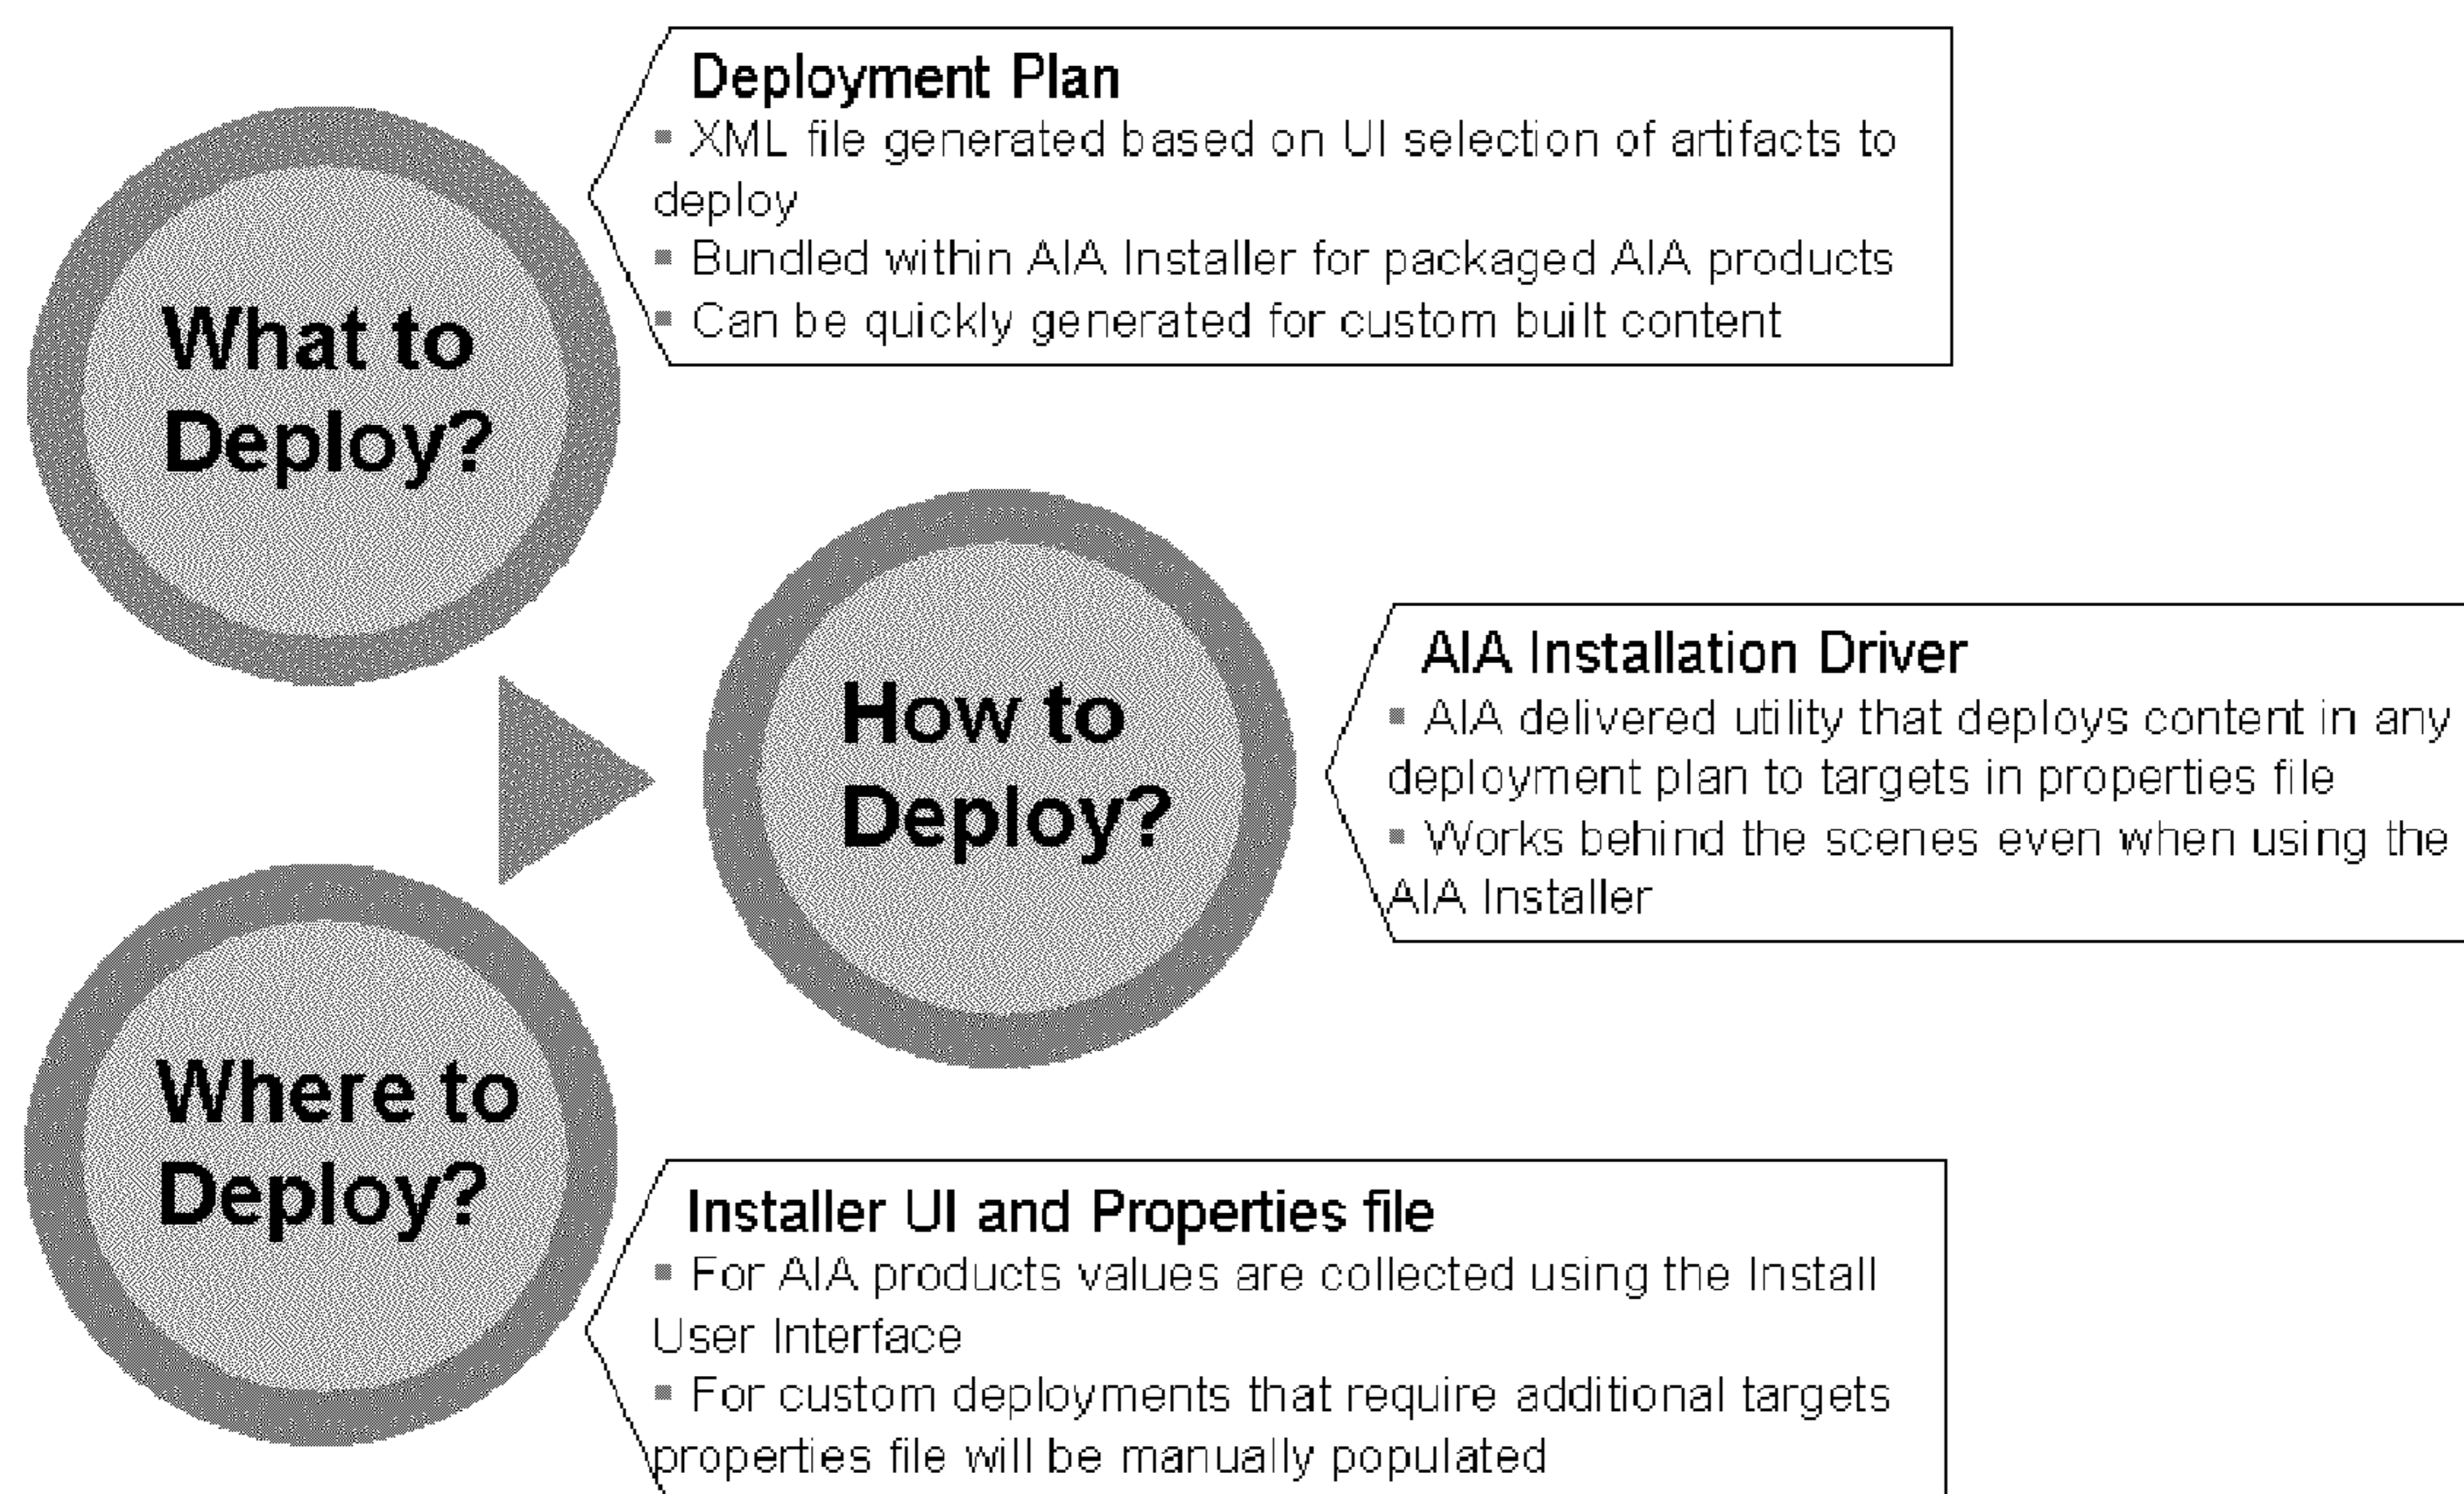 What to
Deploy?
Deployment Plan
▪ XML file generated based on UI selection of artifacts to
deploy
▪ Bundled within AIA Installer for packaged AIA products
▪ Can be quickly generated for custom built content
How to
Deploy?
AIA Installation Driver
▪ AIA delivered utility that deploys content in any
deployment plan to targets in properties file
▪ Works behind the scenes even when using the
AIA Installer
Where to
Deploy?
Installer UI and Properties file
▪ For AIA products values are collected using the Install
User Interface
▪ For custom deployments that require additional targets
properties file will be manually populated